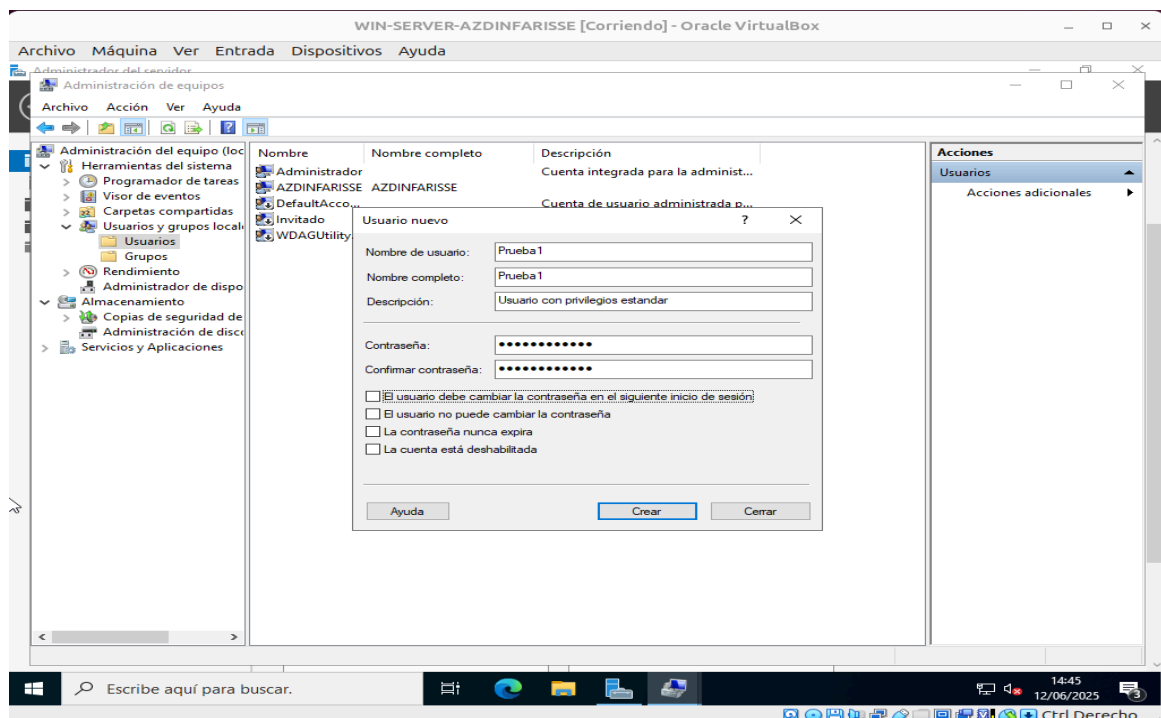 WIN-SERVER-AZDINFARISSE [Corriendo] - Oracle VirtualBox
Archivo Máquina Ver Entrada Dispositivos Ayuda
Administrador del servidor
Administración de equipos
Archivo Acción Ver Ayuda
Administración del equipo (loc
Herramientas del sistema
Programador de tareas
Visor de eventos
Carpetas compartidas
Usuarios y grupos local
Usuarios
Grupos
Rendimiento
Administrador de dispo
Almacenamiento
Copias de seguridad de
Administración de disc
Servicios y Aplicaciones
Nombre Nombre completo Descripción
Administrador Cuenta integrada para la administ...
AZDINFARISSE AZDINFARISSE
DefaultAcco... Cuenta de usuario administrada p...
Invitado
WDAGUtility
Usuario nuevo ?
Nombre de usuario: Prueba1
Nombre completo: Prueba1
Descripción: Usuario con privilegios estandar
Contraseña: ●●●●●●●●●●●●
Confirmar contraseña: ●●●●●●●●●●●●
El usuario debe cambiar la contraseña en el siguiente inicio de sesión
El usuario no puede cambiar la contraseña
La contraseña nunca expira
La cuenta está deshabilitada
Ayuda Crear Cerrar
Acciones
Usuarios
Acciones adicionales
Escribe aquí para buscar.
14:45
12/06/2025
3
Ctrl Derecho